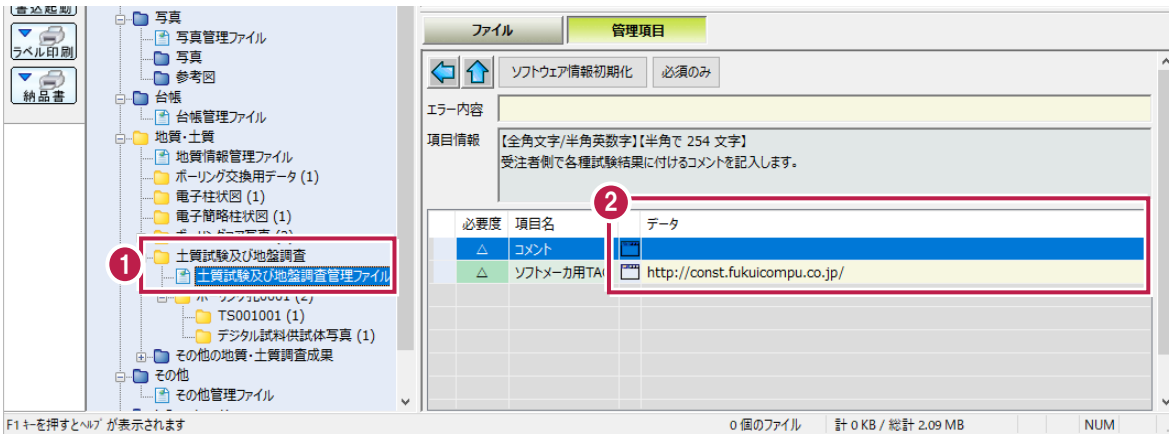 書込起動
ラベル印刷
納品書
写真
写真管理ファイル
写真
参考図
台帳
台帳管理ファイル
地質・土質
地質情報管理ファイル
ボーリング交換用データ (1)
電子柱状図 (1)
電子簡略柱状図 (1)
1
土質試験及び地盤調査
土質試験及び地盤調査管理ファイル
TS001001 (1)
デジタル試料供試体写真 (1)
その他の地質・土質調査成果
その他
その他管理ファイル
ファイル
管理項目
ソフトウェア情報初期化
必須のみ
エラー内容
項目情報
【全角文字/半角英数字】【半角で 254 文字】
受注者側で各種試験結果に付けるコメントを記入します。
2
必要度 項目名 データ
△ コメント
△ ソフトメーカ用TA http://const.fukuicompu.co.jp/
F1 キーを押すとヘルプ が表示されます
0 個のファイル
計 0 KB / 総計 2.09 MB
NUM